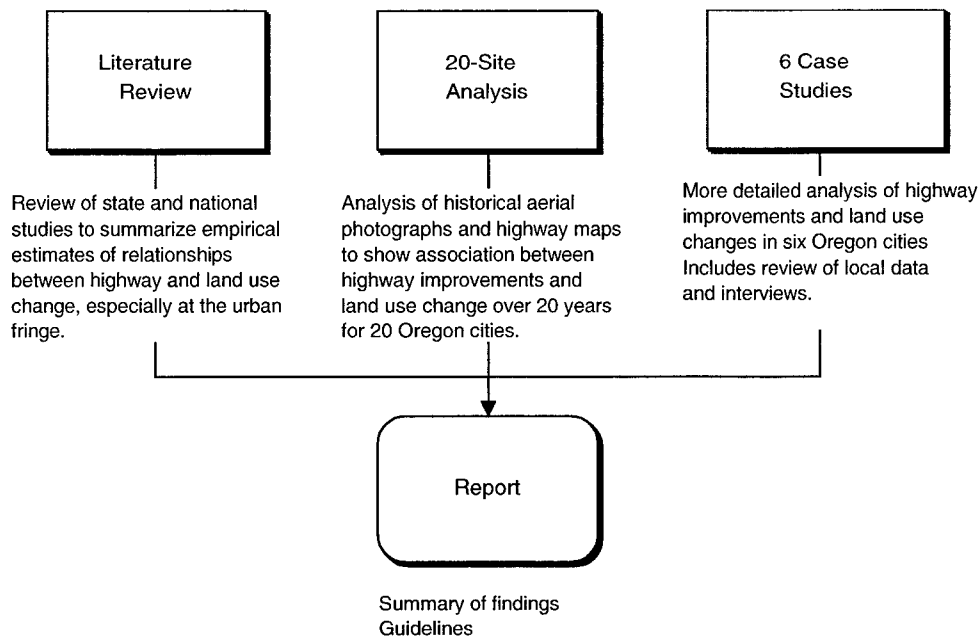 Literature
Review
20-Site
Analysis
6 Case
Studies
Review of state and national
studies to summarize empirical
estimates of relationships
between highway and land use
change, especially at the urban
fringe.
Analysis of historical aerial
photographs and highway maps
to show association between
highway improvements and
land use change over 20 years
for 20 Oregon cities.
More detailed analysis of highway
improvements and land use
changes in six Oregon cities
Includes review of local data
and interviews.
Report
Summary of findings
Guidelines